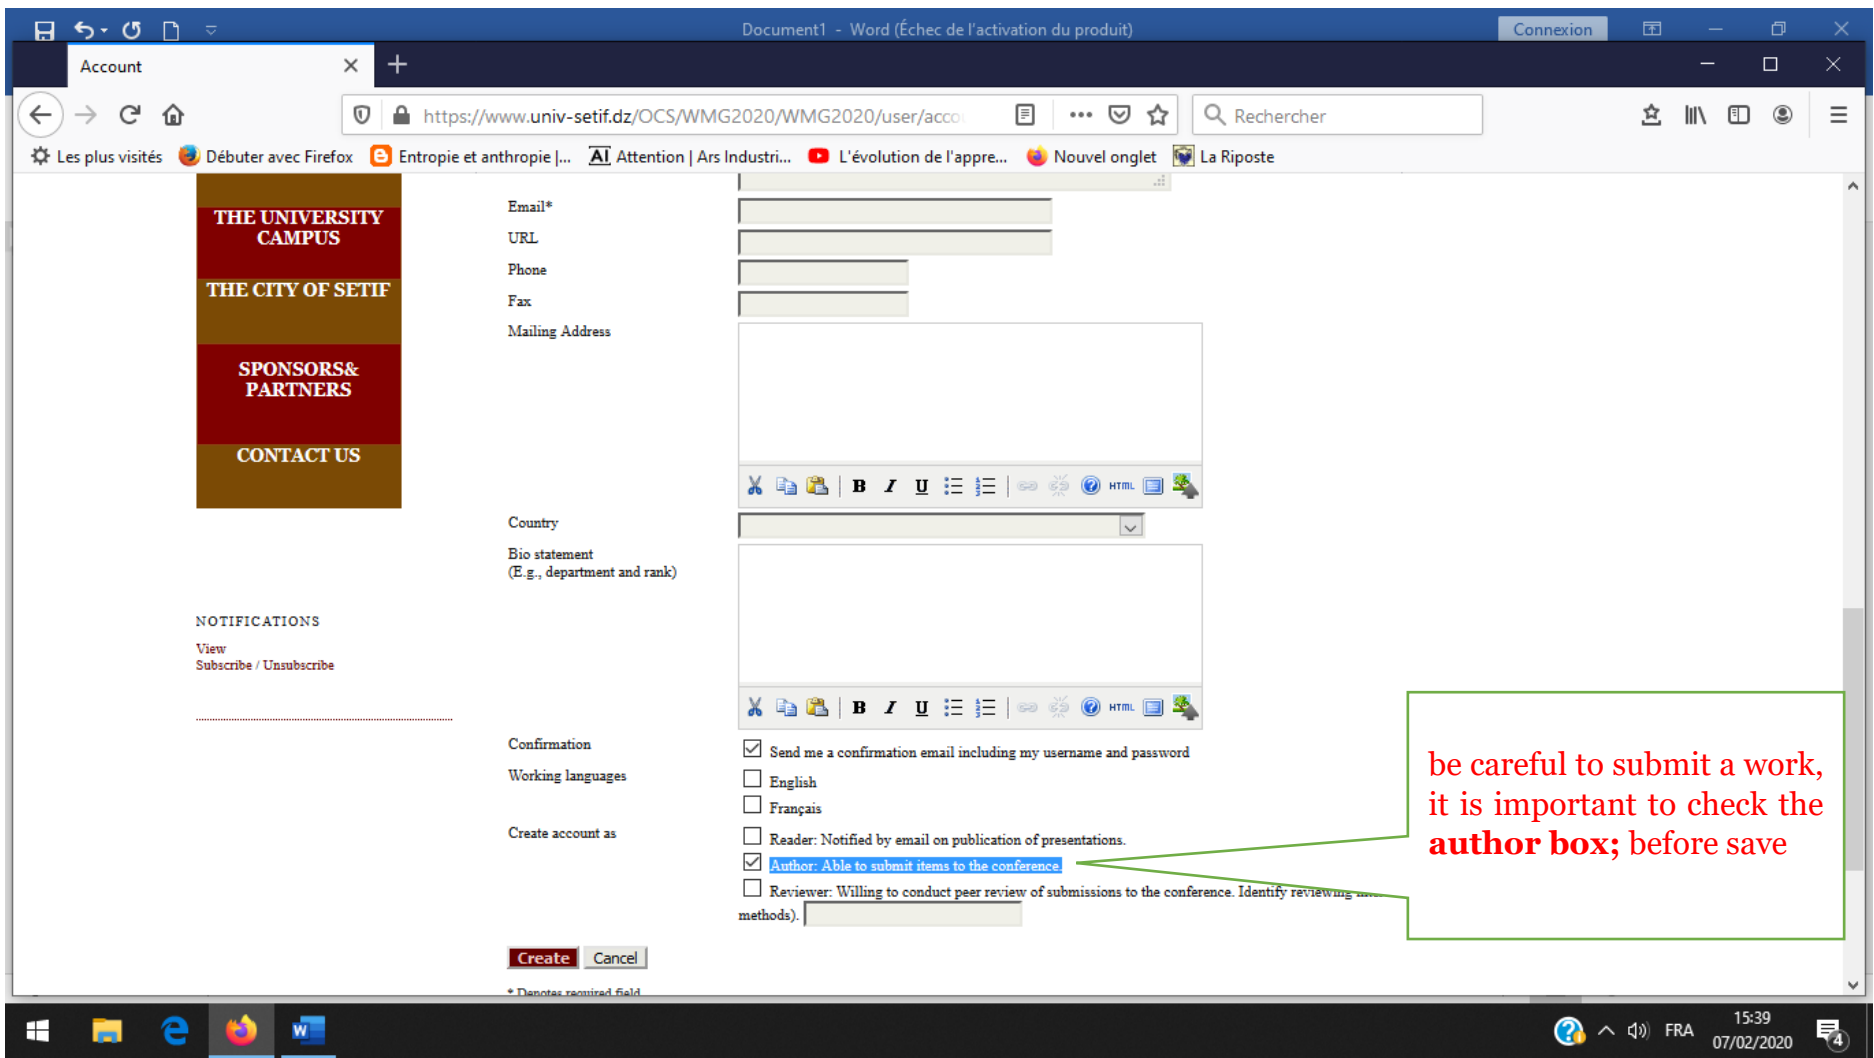 Document1 - Word (Échec de l'activation du produit)
Connexion
Account
https://www.univ-setif.dz/OCS/WMG2020/WMG2020/user/acco
Rechercher
Les plus visités
Débuter avec Firefox
Entropie et anthropie |...
AI Attention | Ars Industri...
L'évolution de l'appre...
Nouvel onglet
La Riposte
THE UNIVERSITY
CAMPUS
THE CITY OF SETIF
SPONSORS&
PARTNERS
CONTACT US
NOTIFICATIONS
View
Subscribe / Unsubscribe
Email*
URL
Phone
Fax
Mailing Address
B I U HTML
Country
Bio statement
(E.g., department and rank)
B I U HTML
Confirmation
Send me a confirmation email including my username and password
Working languages
English
Français
Create account as
Reader: Notified by email on publication of presentations.
Author: Able to submit items to the conference.
Reviewer: Willing to conduct peer review of submissions to the conference. Identify reviewing
methods).
Create
Cancel
* Denotes required field
be careful to submit a work,
it is important to check the
author box; before save
FRA
15:39
07/02/2020
4